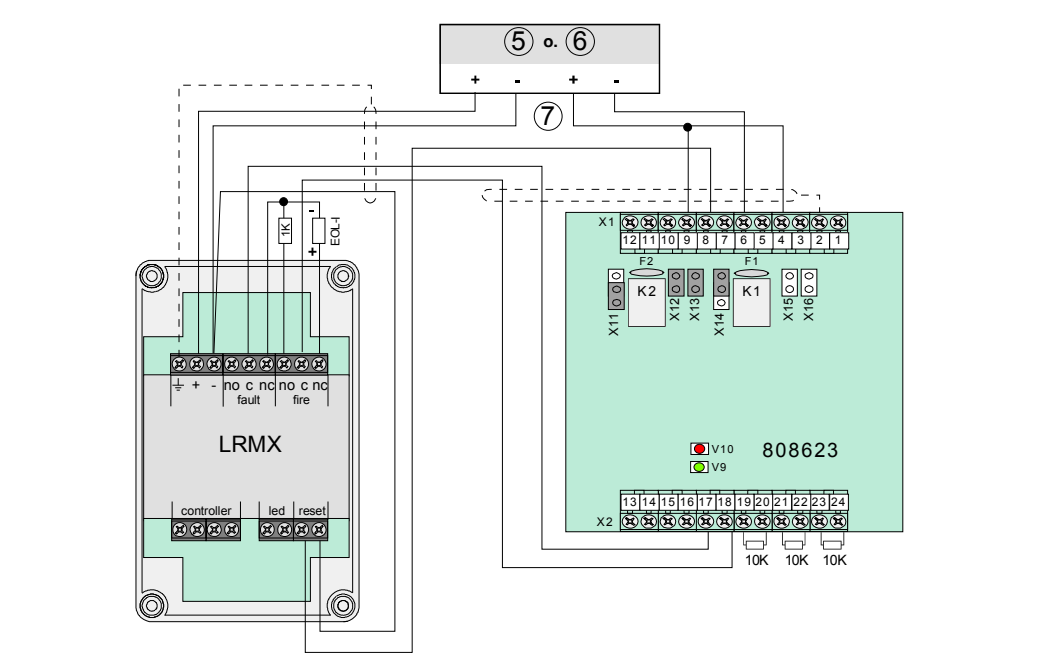 5 o. 6
+ - + -
7
1K
-
EOL-I
+
X1
12 11 10 9 8 7 6 5 4 3 2 1
F2 F1
K2 K1
X11 X12 X13 X14 X15 X16
+ - no c nc no c nc
fault fire
LRMX
V10
V9
808623
controller led reset
13 14 15 16 17 18 19 20 21 22 23 24
X2
10K 10K 10K